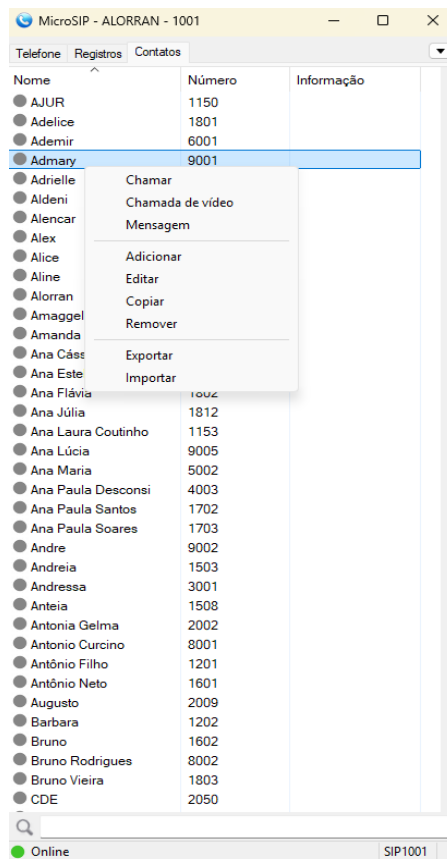 MicroSIP - ALORRAN - 1001
Telefone Registros Contatos
Nome Número Informação
AJUR 1150
Adelice 1801
Ademir 6001
Admary 9001
Adrielle Chamar
Aldeni Chamada de vídeo
Alencar Mensagem
Alex
Alice Adicionar
Aline Editar
Alorran Copiar
Amaggel Remover
Amanda
Ana Cáss Exportar
Ana Este Importar
Ana Flávia 1802
Ana Júlia 1812
Ana Laura Coutinho 1153
Ana Lúcia 9005
Ana Maria 5002
Ana Paula Desconsi 4003
Ana Paula Santos 1702
Ana Paula Soares 1703
Andre 9002
Andreia 1503
Andressa 3001
Anteia 1508
Antonia Gelma 2002
Antonio Curcino 8001
Antônio Filho 1201
Antônio Neto 1601
Augusto 2009
Barbara 1202
Bruno 1602
Bruno Rodrigues 8002
Bruno Vieira 1803
CDE 2050
Online SIP1001